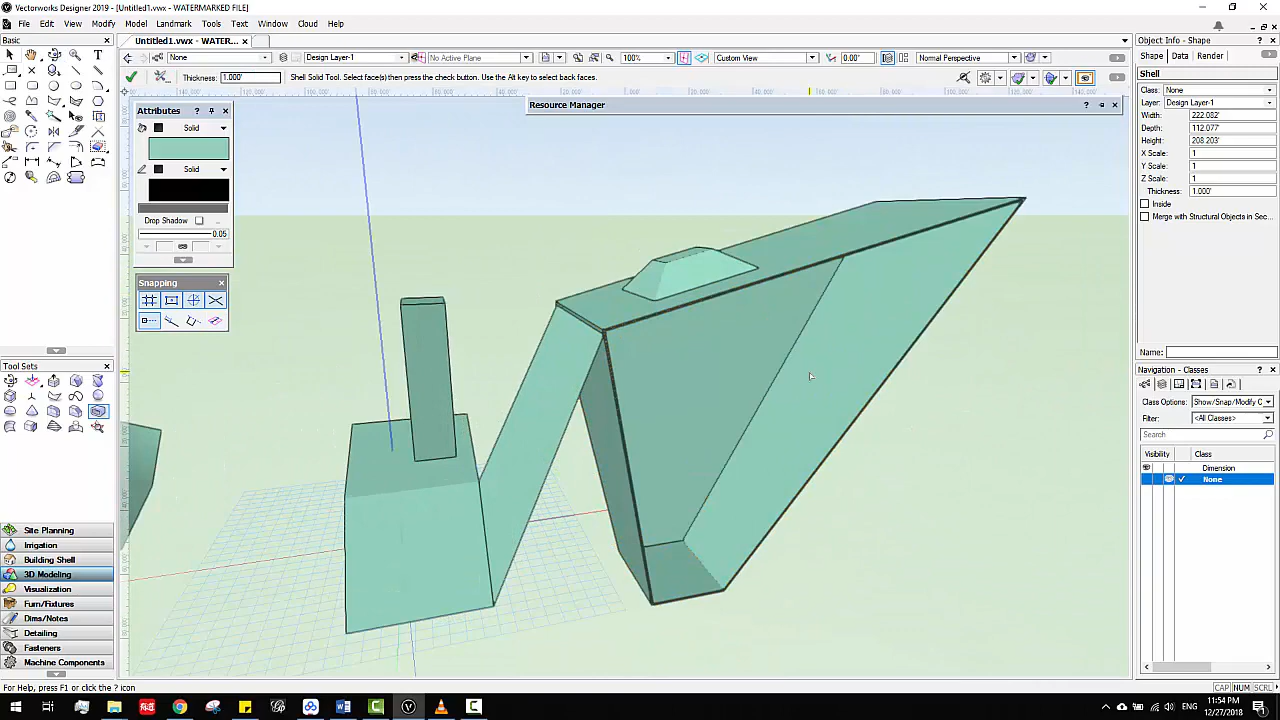 Vectorworks Designer 2019 - [Untitled1.vwx - WATERMARKED FILE]
File Edit View Modify Model Landmark Tools Text Window Cloud Help
Basic
Untitled1.vwx - WATER...
None
Design Layer-1
No Active Plane
100%
Custom View
0.00°
Normal Perspective
Thickness: 1.000'
Shell Solid Tool. Select face(s)then press the check button. Use the Alt key to select back faces.
Attributes
Solid
Solid
Drop Shadow
0.05
Snapping
Resource Manager
Tool Sets
Site Planning
Irrigation
Building Shell
3D Modeling
Visualization
Furn/Fixtures
Dims/Notes
Detailing
Fasteners
Machine Components
Object Info - Shape
Shape Data Render
Shell
Class: None
Layer: Design Layer-1
Width: 222.082'
Depth: 112.077'
Height: 208.203'
X Scale: 1
Y Scale: 1
Z Scale: 1
Thickness: 1.000'
Inside
Merge with Structural Objects in Sec...
Name:
Navigation - Classes
Class Options: Show/Snap/Modify O
Filter: <All Classes>
Search
Visibility Class
Dimension
None
For Help, press F1 or click the ? icon
CAP NUM SCRL
ENG
11:54 PM
12/27/2018